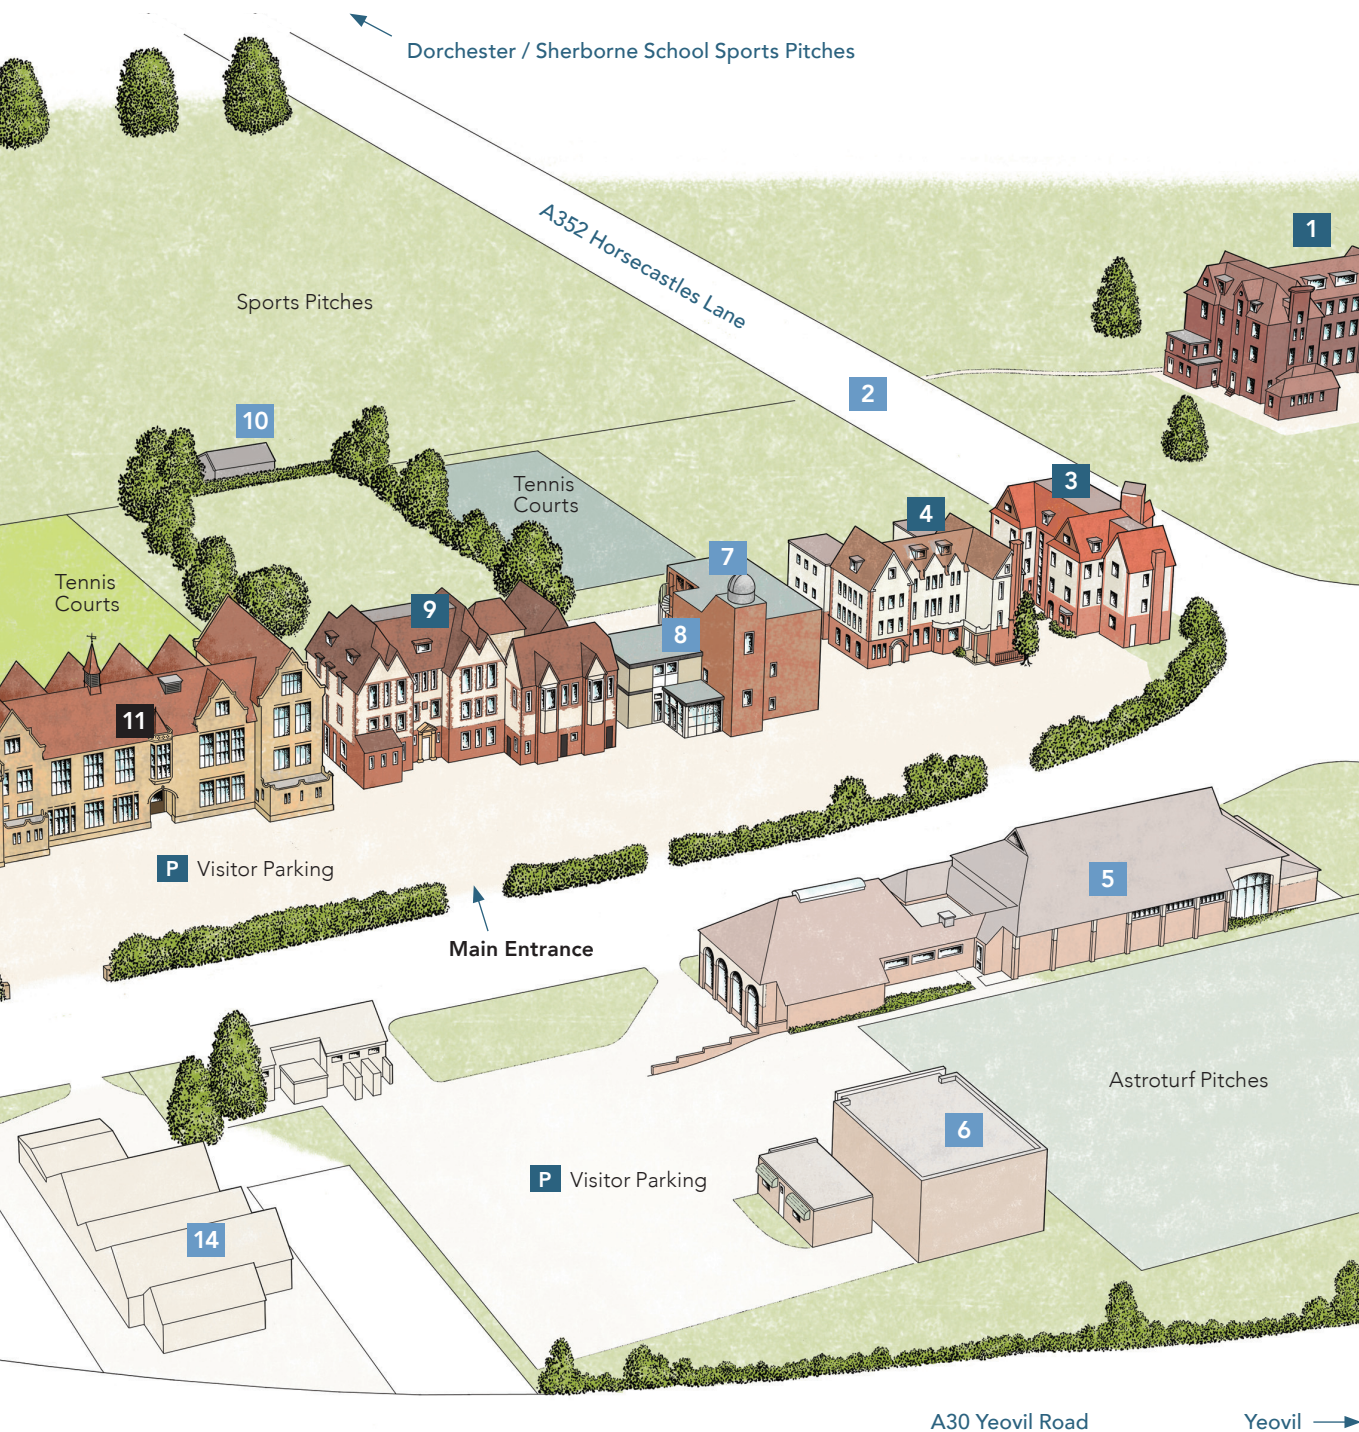 Dorchester / Sherborne School Sports Pitches
1
A352 Horsecastles Lane
Sports Pitches
2
10
3
Tennis
Courts
4
7
Tennis
Courts
9
8
11
P Visitor Parking
5
Main Entrance
Astroturf Pitches
6
P Visitor Parking
14
A30 Yeovil Road
Yeovil